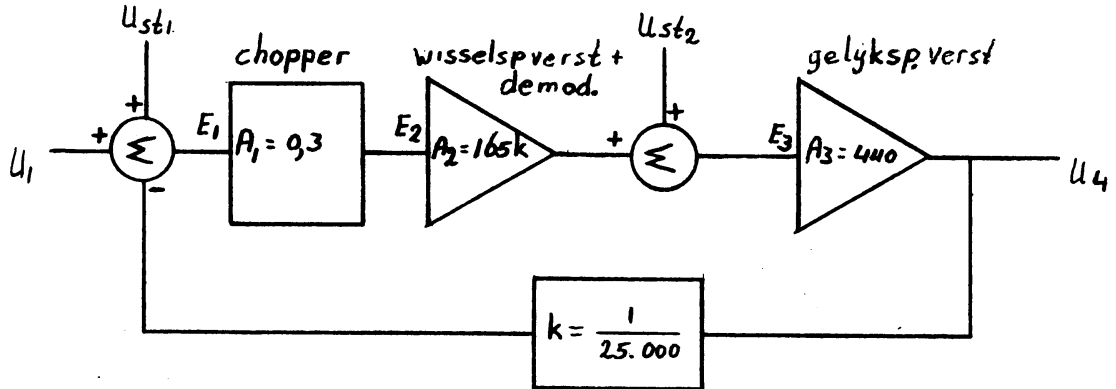 Ust1
chopper
wisselspverst +
demod.
Ust2
gelijksp. verst
+
+
-
U1
E1
A1 = 0,3
E2
A2 = 165k
+
+
E3
A3 = 440
U4
Σ
Σ
k = 1
25.000